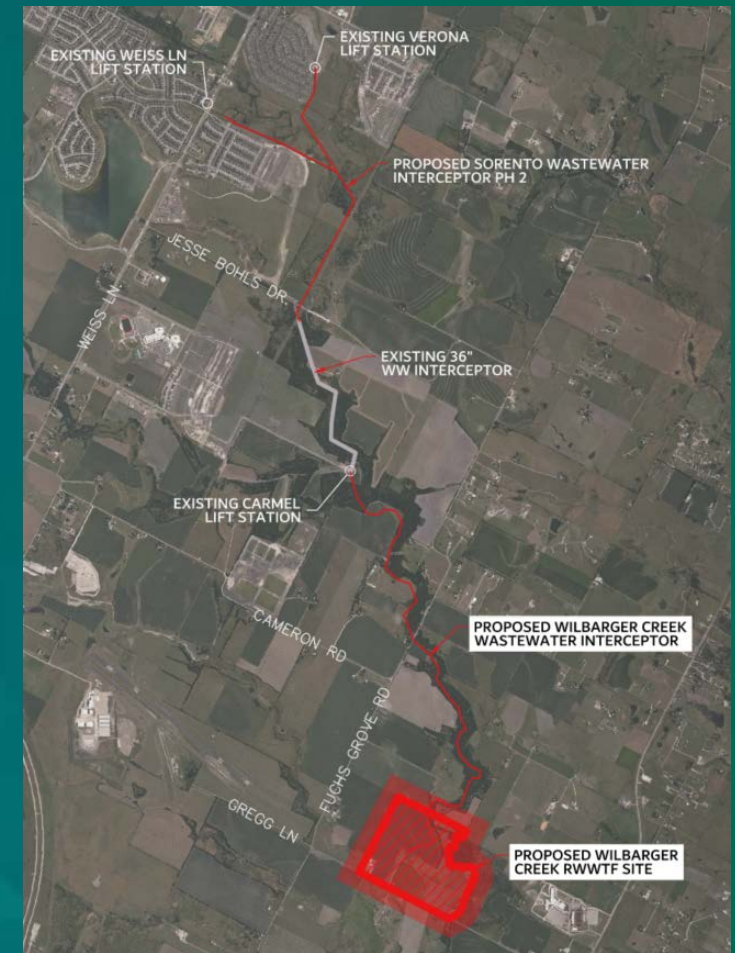 EXISTING VERONA
LIFT STATION
EXISTING WEISS LN
LIFT STATION
PROPOSED SORENTO WASTEWATER
INTERCEPTOR PH 2
JESSE BOHLS DR
WEISS LN
EXISTING 36"
WW INTERCEPTOR
EXISTING CARMEL
LIFT STATION
CAMERON RD
PROPOSED WILBARGER CREEK
WASTEWATER INTERCEPTOR
FUCHS GROVE RD
GREGG LN
PROPOSED WILBARGER
CREEK RWWTF SITE